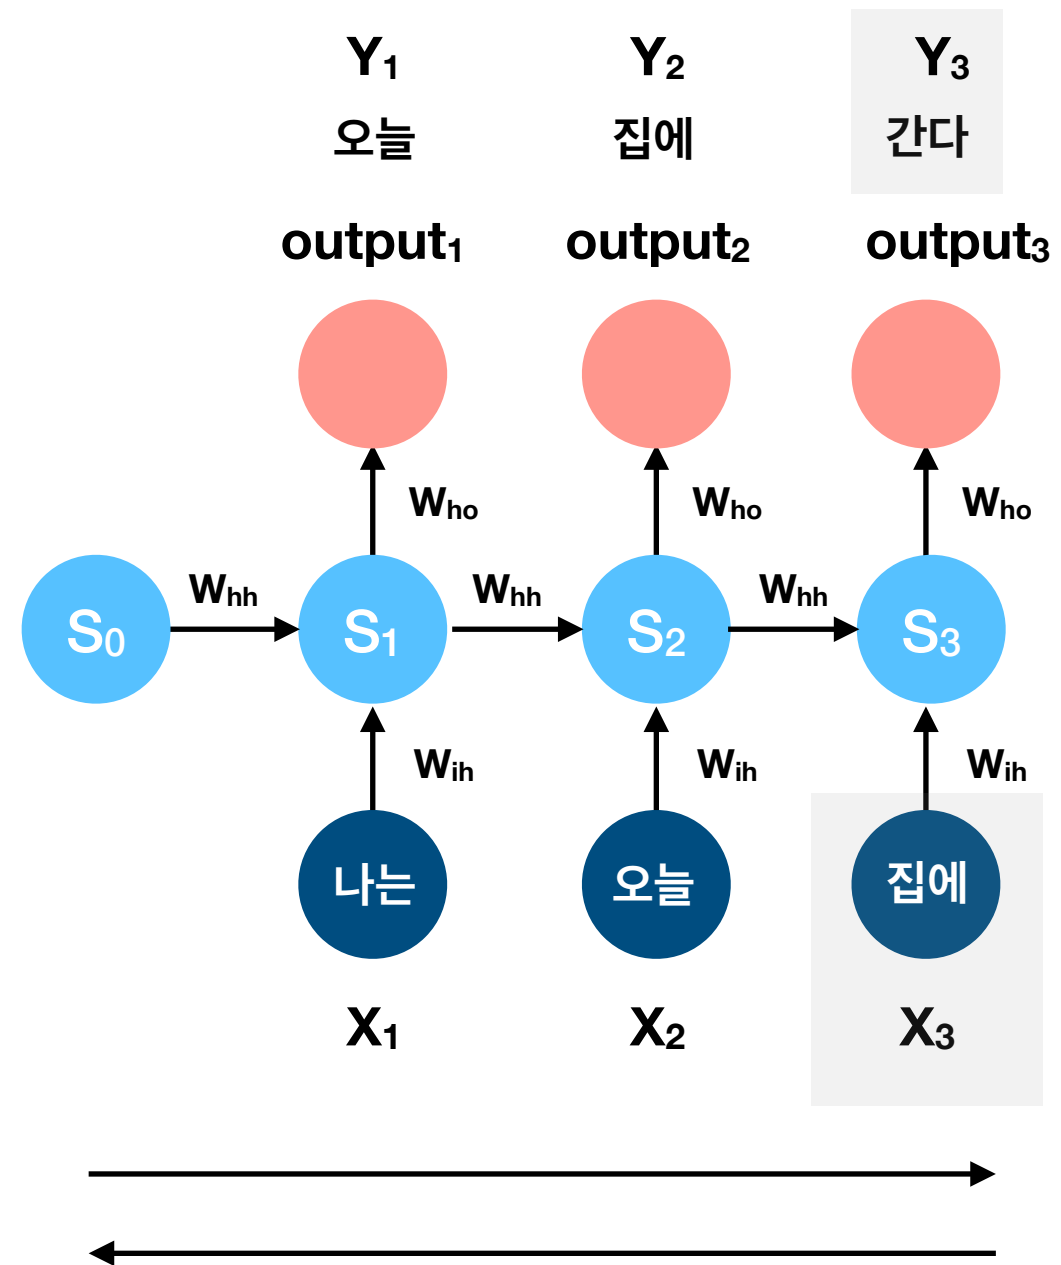 Y₁ Y₂ Y₃
오늘 집에 간다
output₁ output₂ output₃
Who Who Who
Whh Whh Whh
S₀ S₁ S₂ S₃
Wih Wih Wih
나는 오늘 집에
X₁ X₂ X₃